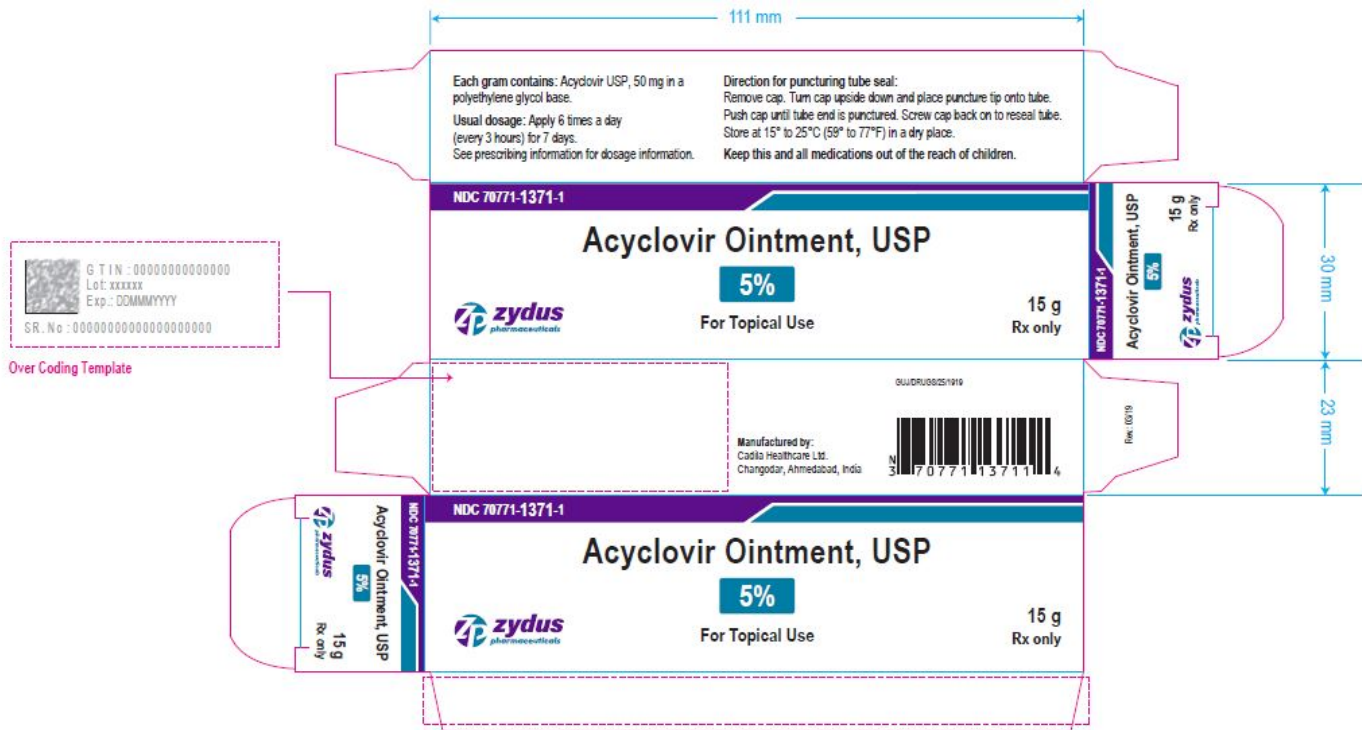 111 mm
Each gram contains: Acyclovir USP, 50 mg in a
polyethylene glycol base.
Usual dosage: Apply 6 times a day
(every 3 hours) for 7 days.
See prescribing information for dosage information.
Direction for puncturing tube seal:
Remove cap. Turn cap upside down and place puncture tip onto tube.
Push cap until tube end is punctured. Screw cap back on to reseal tube.
Store at 15° to 25°C (59° to 77°F) in a dry place.
Keep this and all medications out of the reach of children.
NDC 70771-1371-1
Acyclovir Ointment, USP
5%
For Topical Use
zydus
pharmaceuticals
15 g
Rx only
NDC 70771-1371-1
Acyclovir Ointment, USP
5%
15 g
Rx only
zydus
pharmaceuticals
30 mm
GTIN:00000000000000
Lot: xxxxxx
Exp.: DDMMMYYYY
SR.No:00000000000000000000
Over Coding Template
GUJ/DRUGS/25/1919
Manufactured by:
Cadila Healthcare Ltd.
Changodar, Ahmedabad, India
N
3 70771 13711 4
Rev.: 03/19
23 mm
NDC 70771-1371-1
Acyclovir Ointment, USP
5%
15 g
Rx only
zydus
pharmaceuticals
NDC 70771-1371-1
Acyclovir Ointment, USP
5%
For Topical Use
zydus
pharmaceuticals
15 g
Rx only